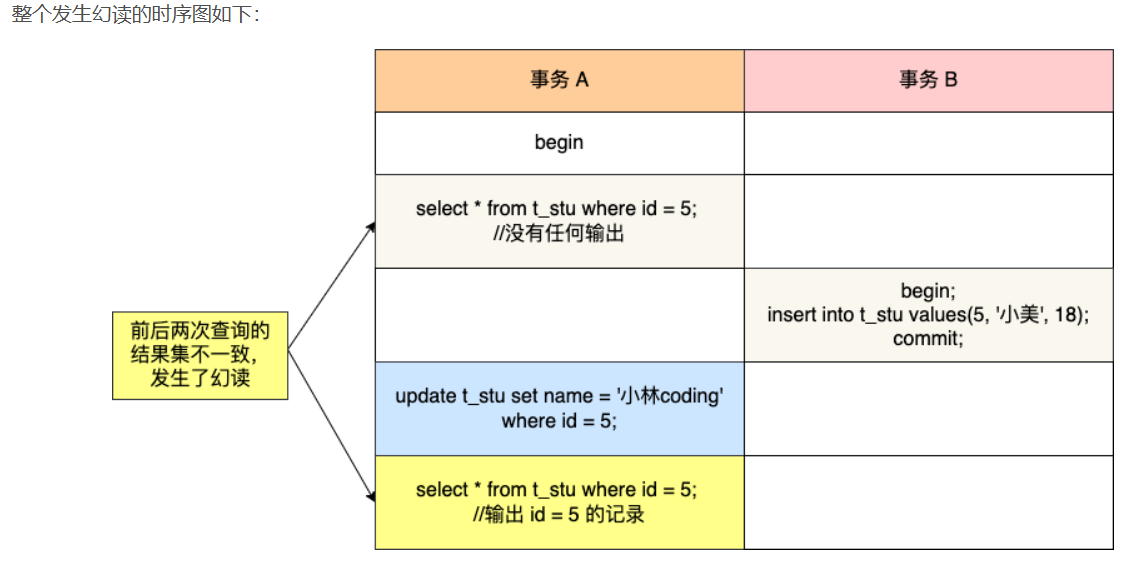 整个发生幻读的时序图如下：
事务 A
事务 B
begin
select * from t_stu where id = 5;
//没有任何输出
begin;
insert into t_stu values(5, '小美', 18);
commit;
前后两次查询的
结果集不一致，
发生了幻读
update t_stu set name = '小林coding'
where id = 5;
select * from t_stu where id = 5;
//输出 id = 5 的记录